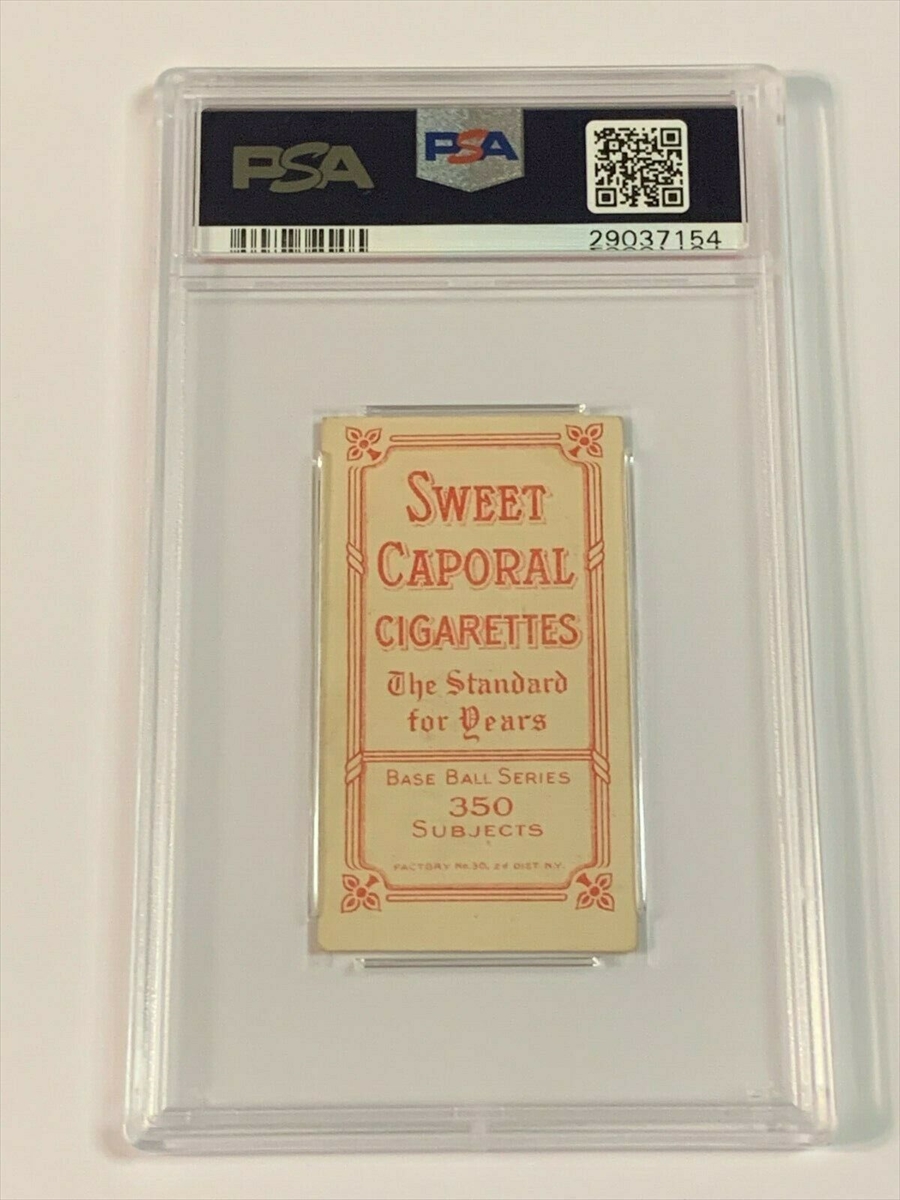 PSA
PSA
29037154
SWEET
CAPORAL
CIGARETTES
The Standard
for Years
BASE BALL SERIES
350
SUBJECTS
FACTORY No. 30, 2d DIST. N.Y.